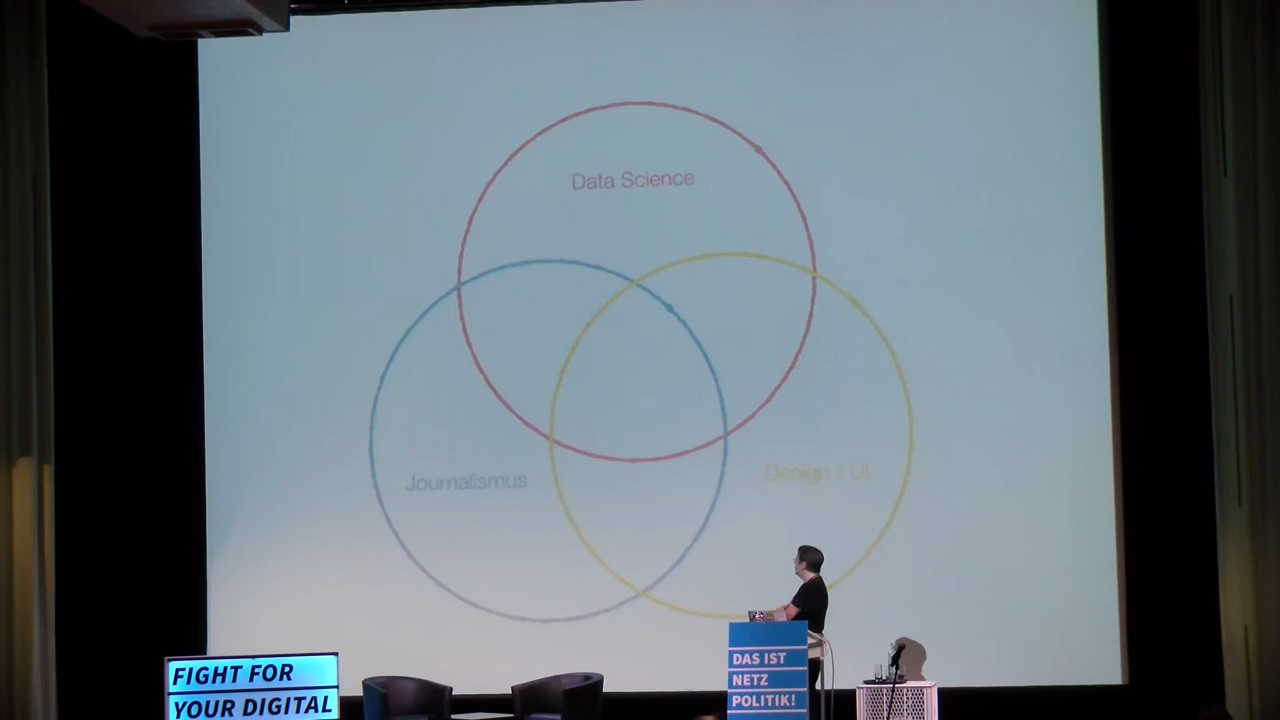 Data Science
Journalismus
Design / UI
FIGHT FOR
YOUR DIGITAL
DAS IST
NETZ
POLITIK!